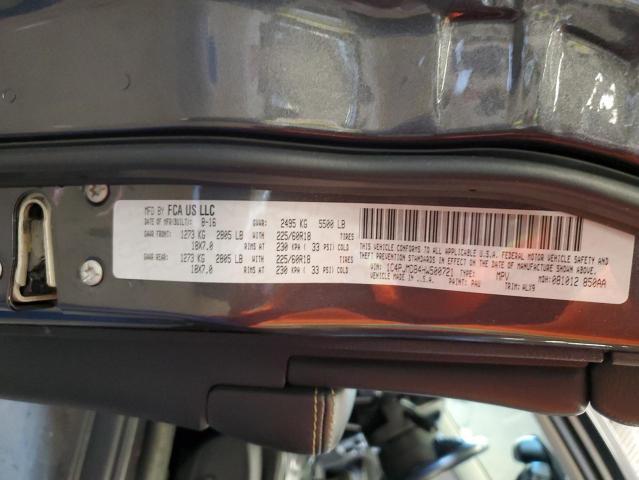 MFD BY FCA US LLC
DATE OF MFR(BUILT): 8-16 GVWR: 2495 KG 5500 LB
GAWR FRONT: 1273 KG 2805 LB WITH 225/60R18 TIRES
18X7.0 RIMS AT 230 KPA ( 33 PSI) COLD
GAWR REAR: 1273 KG 2805 LB WITH 225/60R18 TIRES
18X7.0 RIMS AT 230 KPA ( 33 PSI) COLD
THIS VEHICLE CONFORMS TO ALL APPLICABLE U.S.A. FEDERAL MOTOR VEHICLE SAFETY AND
THEFT PREVENTION STANDARDS IN EFFECT ON THE DATE OF MANUFACTURE SHOWN ABOVE.
VIN: 1C4PJMCB4HW500721 TYPE: MPV MDH: 081012 850AA
VEHICLE MADE IN U.S.A. PAINT: PAU TRIM: ALX9